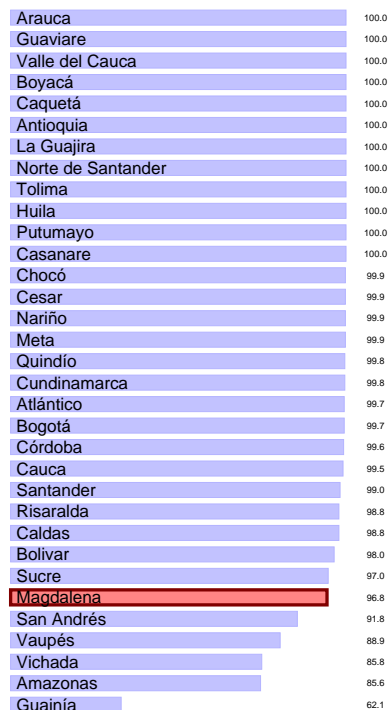 Arauca 100.0
Guaviare 100.0
Valle del Cauca 100.0
Boyacá 100.0
Caquetá 100.0
Antioquia 100.0
La Guajira 100.0
Norte de Santander 100.0
Tolima 100.0
Huila 100.0
Putumayo 100.0
Casanare 100.0
Chocó 99.9
Cesar 99.9
Nariño 99.9
Meta 99.9
Quindío 99.8
Cundinamarca 99.8
Atlántico 99.7
Bogotá 99.7
Córdoba 99.6
Cauca 99.5
Santander 99.0
Risaralda 98.8
Caldas 98.8
Bolivar 98.0
Sucre 97.0
Magdalena 96.8
San Andrés 91.8
Vaupés 88.9
Vichada 85.8
Amazonas 85.6
Guainía 62.1